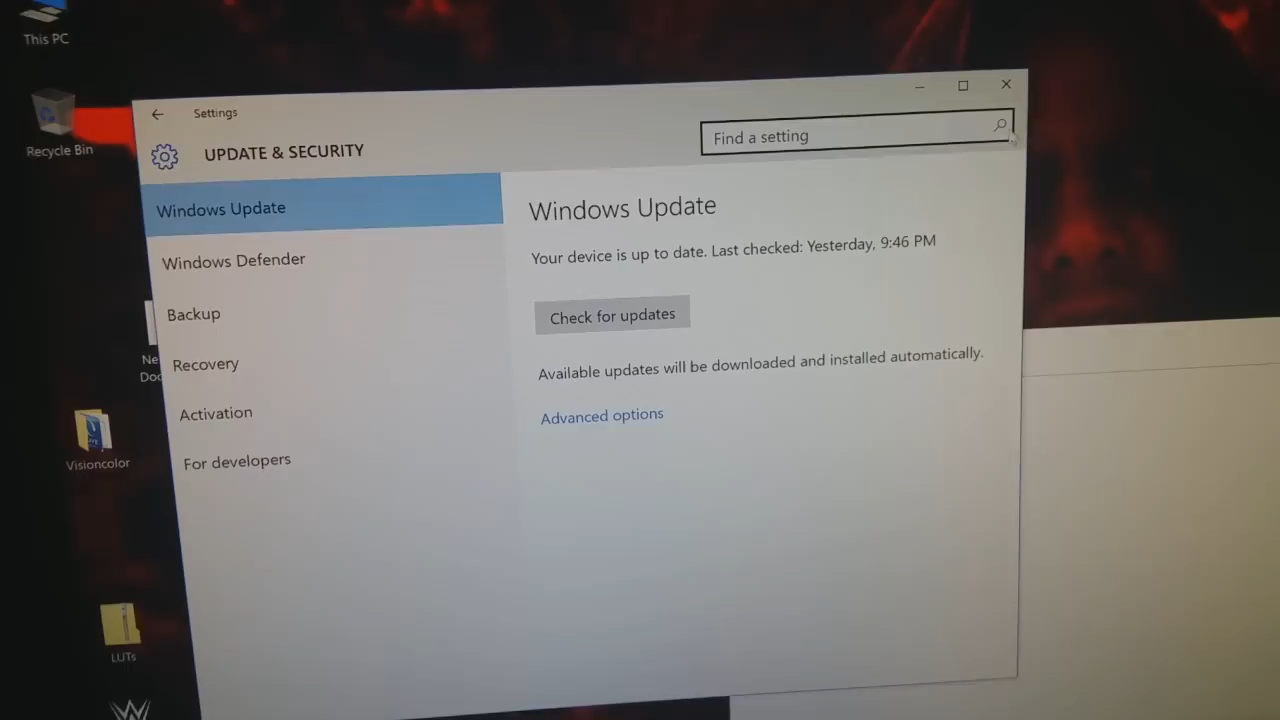 This PC
Recycle Bin
Settings
UPDATE & SECURITY
Find a setting
Windows Update
Windows Defender
Backup
Recovery
Activation
For developers
Windows Update
Your device is up to date. Last checked: Yesterday, 9:46 PM
Check for updates
Available updates will be downloaded and installed automatically.
Advanced options
Ne
Doc
Visioncolor
LUTs